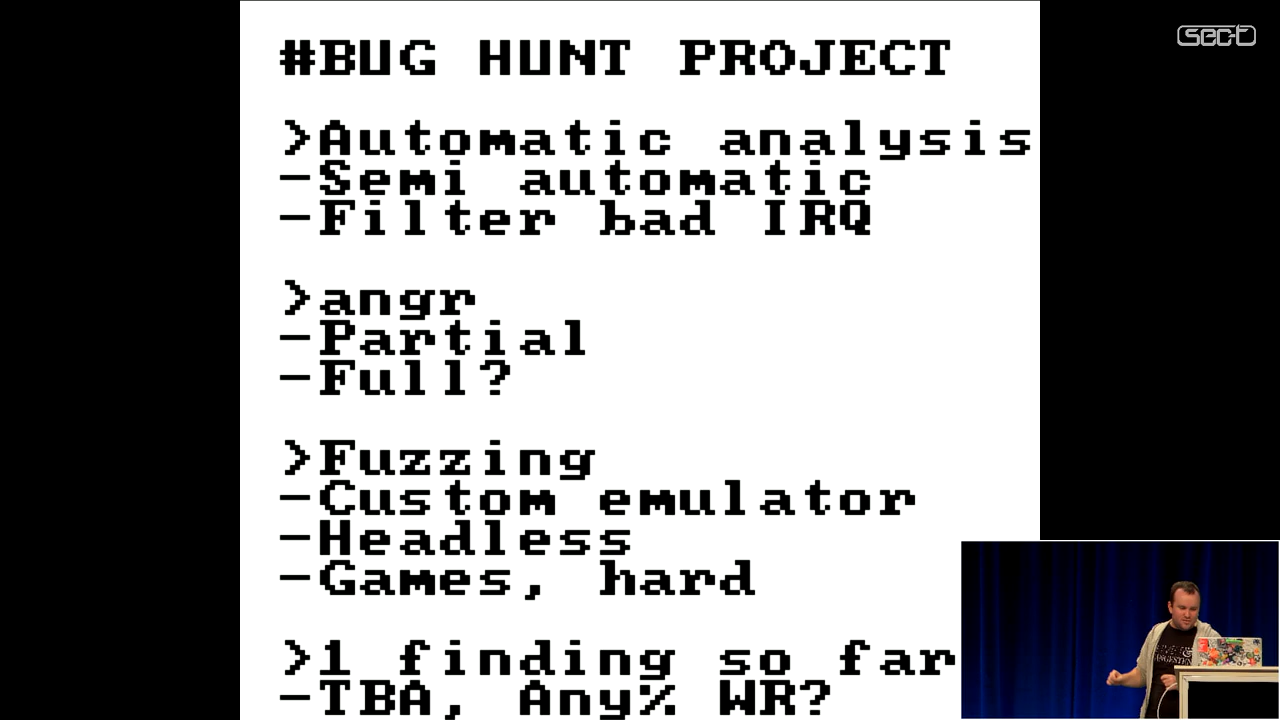 #BUG HUNT PROJECT
>Automatic analysis
-Semi automatic
-Filter bad IRQ
>angr
-Partial
-Full?
>Fuzzing
-Custom emulator
-Headless
-Games, hard
>1 finding so far
-TBA, Any% WR?
sec-t